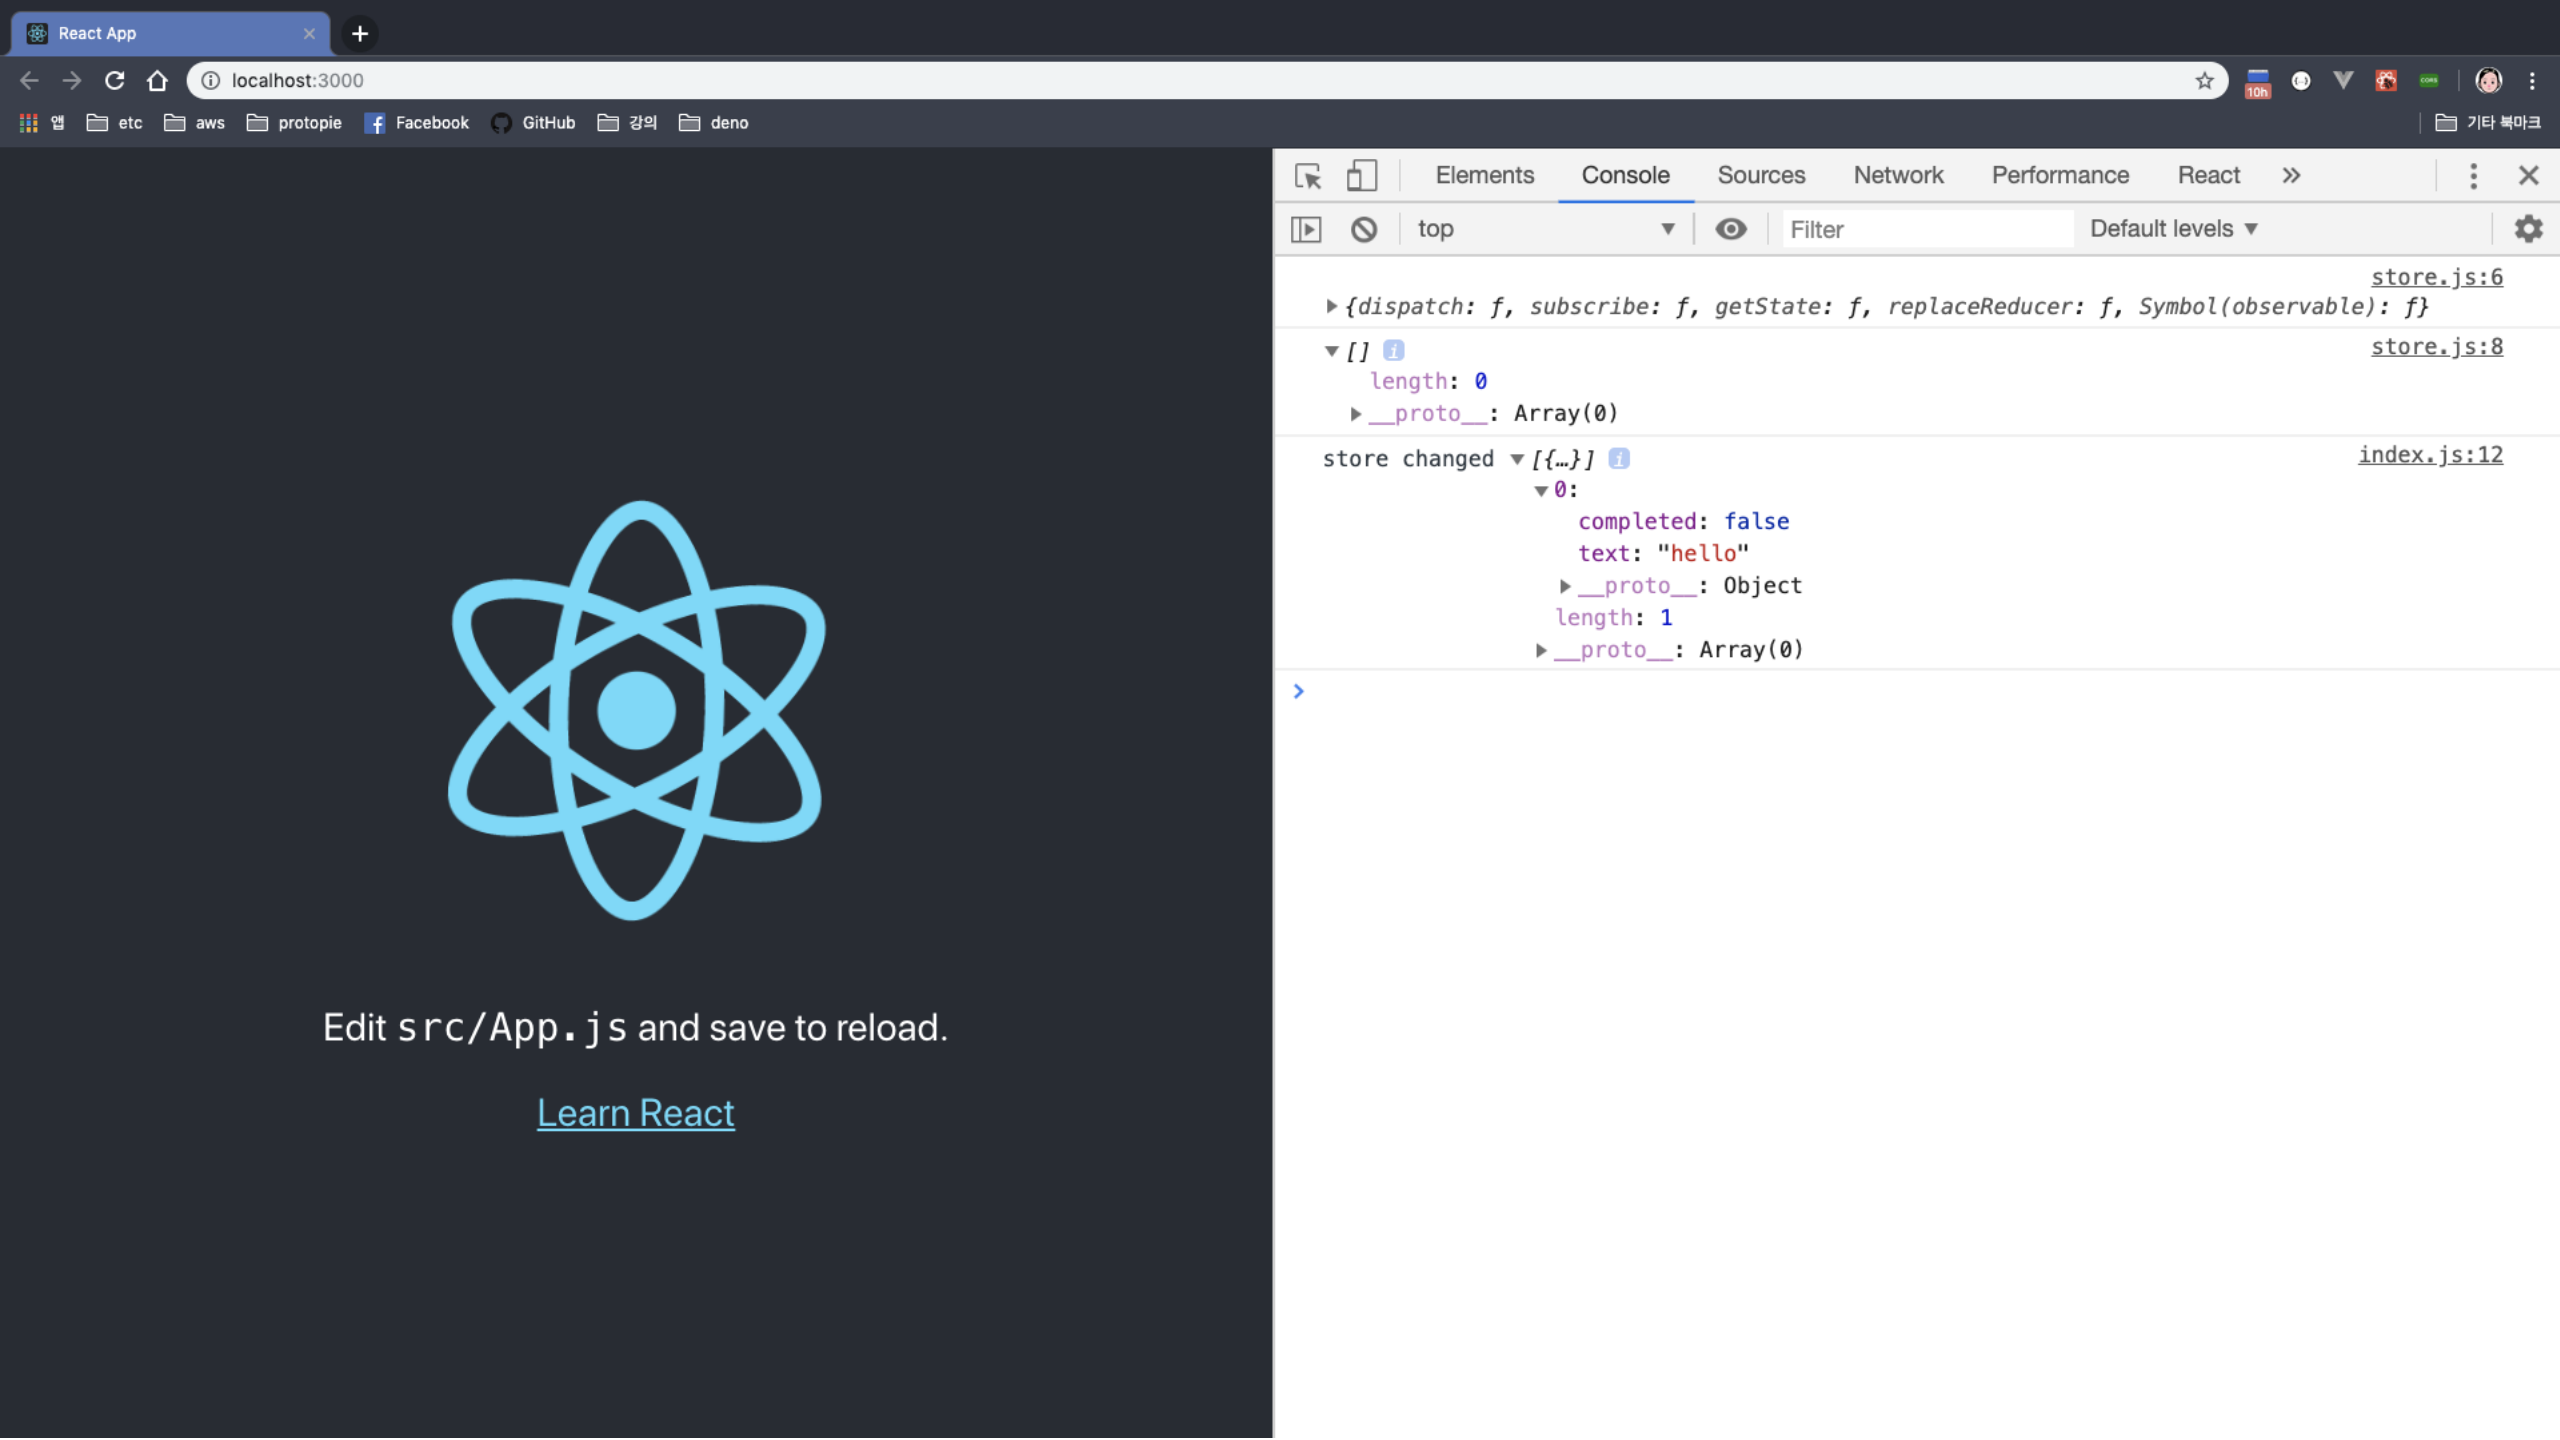 React App
localhost:3000
10h
앱 etc aws protopie Facebook GitHub 강의 deno 기타 북마크
Elements Console Sources Network Performance React »
top Filter Default levels
store.js:6
{dispatch: ƒ, subscribe: ƒ, getState: ƒ, replaceReducer: ƒ, Symbol(observable): ƒ}
[] i store.js:8
length: 0
__proto__: Array(0)
store changed [{…}] i index.js:12
0:
completed: false
text: "hello"
__proto__: Object
length: 1
__proto__: Array(0)
Edit src/App.js and save to reload.
Learn React